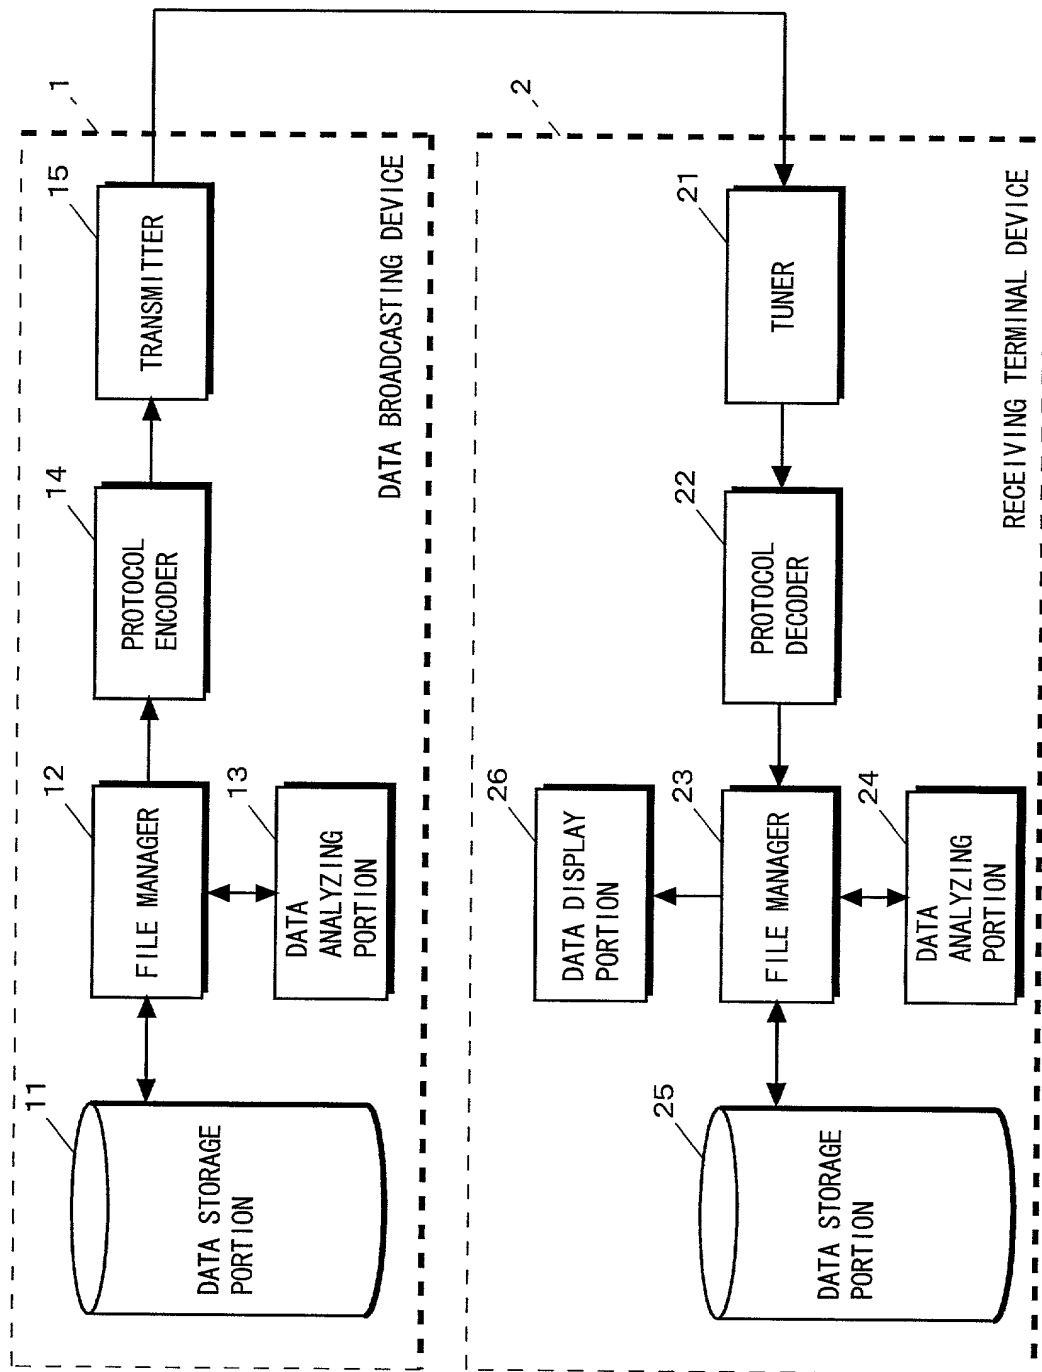 1
11
DATA STORAGE
PORTION
12
FILE MANAGER
13
DATA
ANALYZING
PORTION
14
PROTOCOL
ENCODER
15
TRANSMITTER
DATA BROADCASTING DEVICE
2
25
DATA STORAGE
PORTION
26
DATA DISPLAY
PORTION
23
FILE MANAGER
24
DATA
ANALYZING
PORTION
22
PROTOCOL
DECODER
21
TUNER
RECEIVING TERMINAL DEVICE